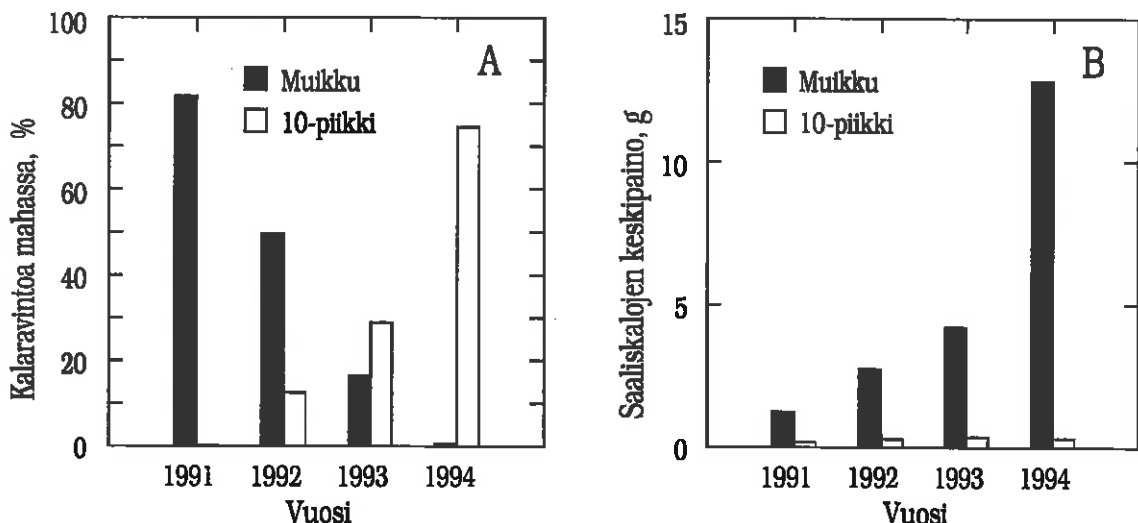 A
Muikku
10-piikki
Kalaravintoa mahassa, %
100
80
60
40
20
0
1991 1992 1993 1994
Vuosi
B
Muikku
10-piikki
Saaliskalojen keskipaino, g
15
10
5
0
1991 1992 1993 1994
Vuosi